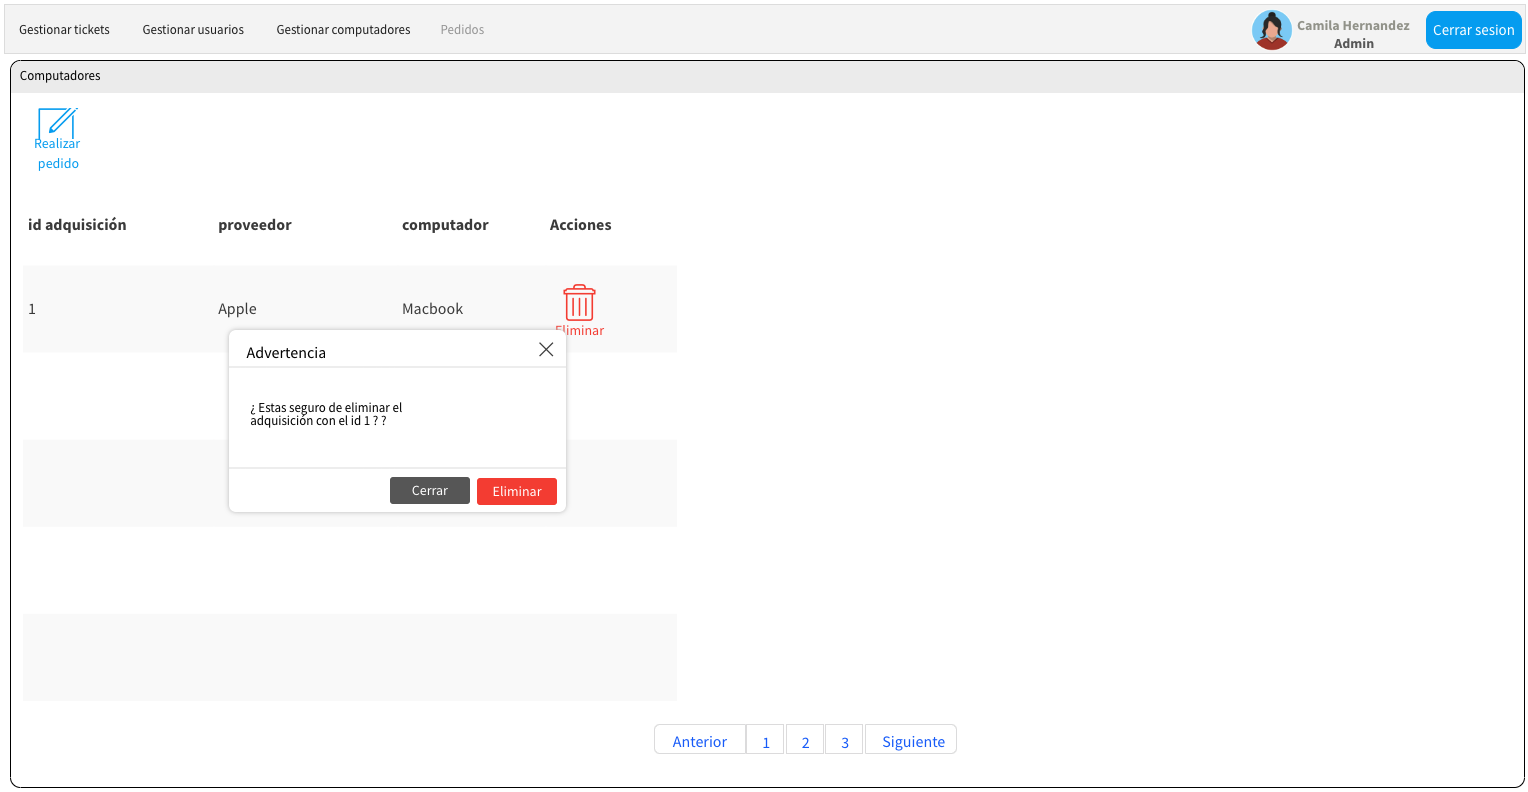 Gestionar tickets Gestionar usuarios Gestionar computadores Pedidos
Camila Hernandez
Admin
Cerrar sesion
Computadores
Realizar
pedido
id adquisición proveedor computador Acciones
1 Apple Macbook
Eliminar
Advertencia
¿ Estas seguro de eliminar el
adquisición con el id 1 ? ?
Cerrar Eliminar
Anterior 1 2 3 Siguiente